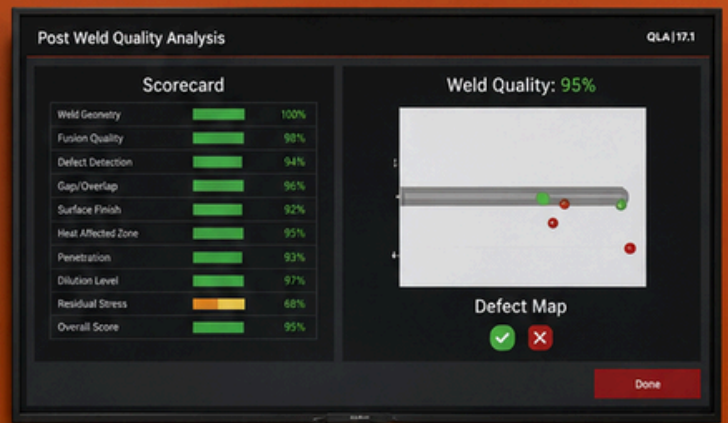 Post Weld Quality Analysis
QLA|17.1
Scorecard
Weld Geometry 100%
Fusion Quality 98%
Defect Detection 94%
Gap/Overlap 96%
Surface Finish 92%
Heat Affected Zone 95%
Penetration 93%
Dilution Level 97%
Residual Stress 68%
Overall Score 95%
Weld Quality: 95%
Defect Map
Done